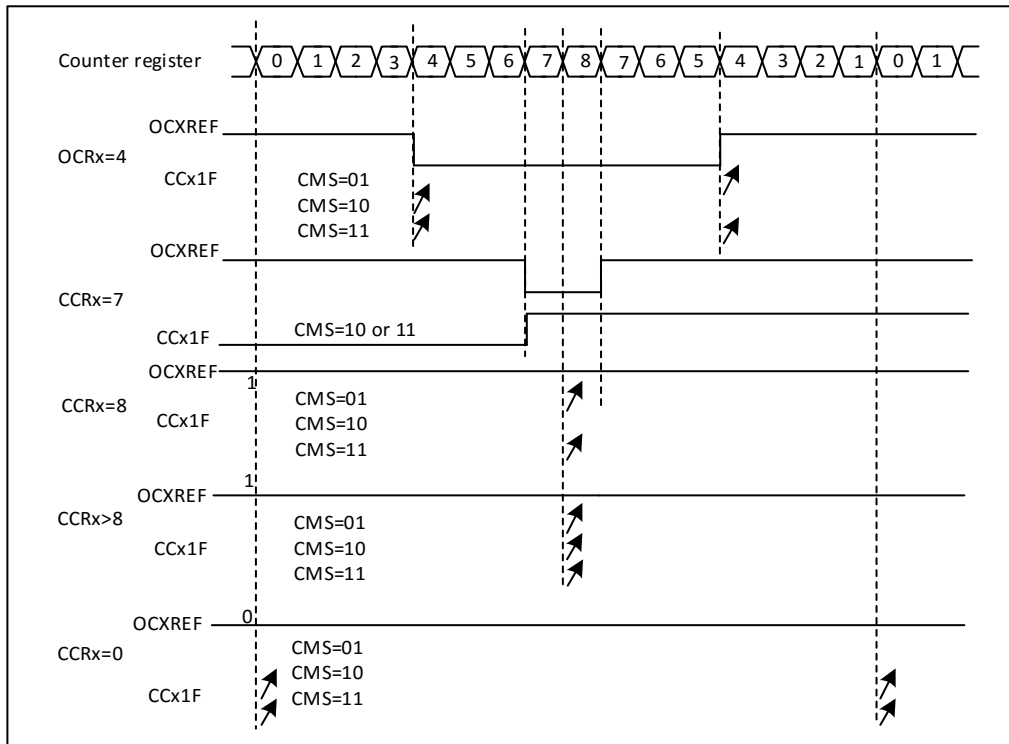 Counter register 0 1 2 3 4 5 6 7 8 7 6 5 4 3 2 1 0 1
OCXREF
OCRx=4
CCx1F
CMS=01
CMS=10
CMS=11
OCXREF
CCRx=7
CCx1F
CMS=10 or 11
OCXREF
1
CCRx=8
CCx1F
CMS=01
CMS=10
CMS=11
OCXREF 1
CCRx>8
CCx1F
CMS=01
CMS=10
CMS=11
OCXREF 0
CCRx=0
CCx1F
CMS=01
CMS=10
CMS=11